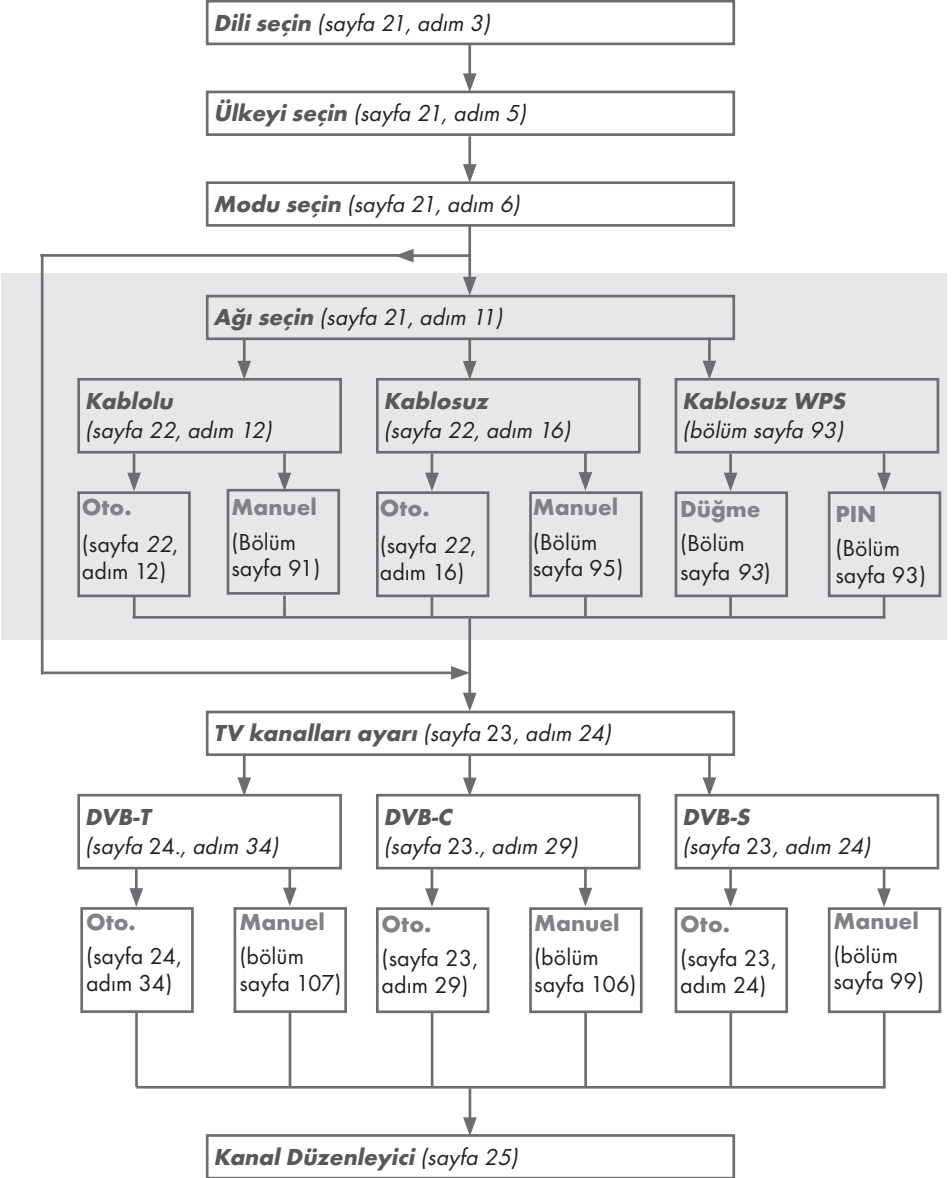 Dili seçin (sayfa 21, adım 3)
Ülkeyi seçin (sayfa 21, adım 5)
Modu seçin (sayfa 21, adım 6)
Ağı seçin (sayfa 21, adım 11)
Kablolu
(sayfa 22, adım 12)
Kablosuz
(sayfa 22, adım 16)
Kablosuz WPS
(bölüm sayfa 93)
Oto.
(sayfa 22,
adım 12)
Manuel
(Bölüm
sayfa 91)
Oto.
(sayfa 22,
adım 16)
Manuel
(Bölüm
sayfa 95)
Düğme
(Bölüm
sayfa 93)
PIN
(Bölüm
sayfa 93)
TV kanalları ayarı (sayfa 23, adım 24)
DVB-T
(sayfa 24., adım 34)
DVB-C
(sayfa 23., adım 29)
DVB-S
(sayfa 23, adım 24)
Oto.
(sayfa 24,
adım 34)
Manuel
(bölüm
sayfa 107)
Oto.
(sayfa 23,
adım 29)
Manuel
(bölüm
sayfa 106)
Oto.
(sayfa 23,
adım 24)
Manuel
(bölüm
sayfa 99)
Kanal Düzenleyici (sayfa 25)